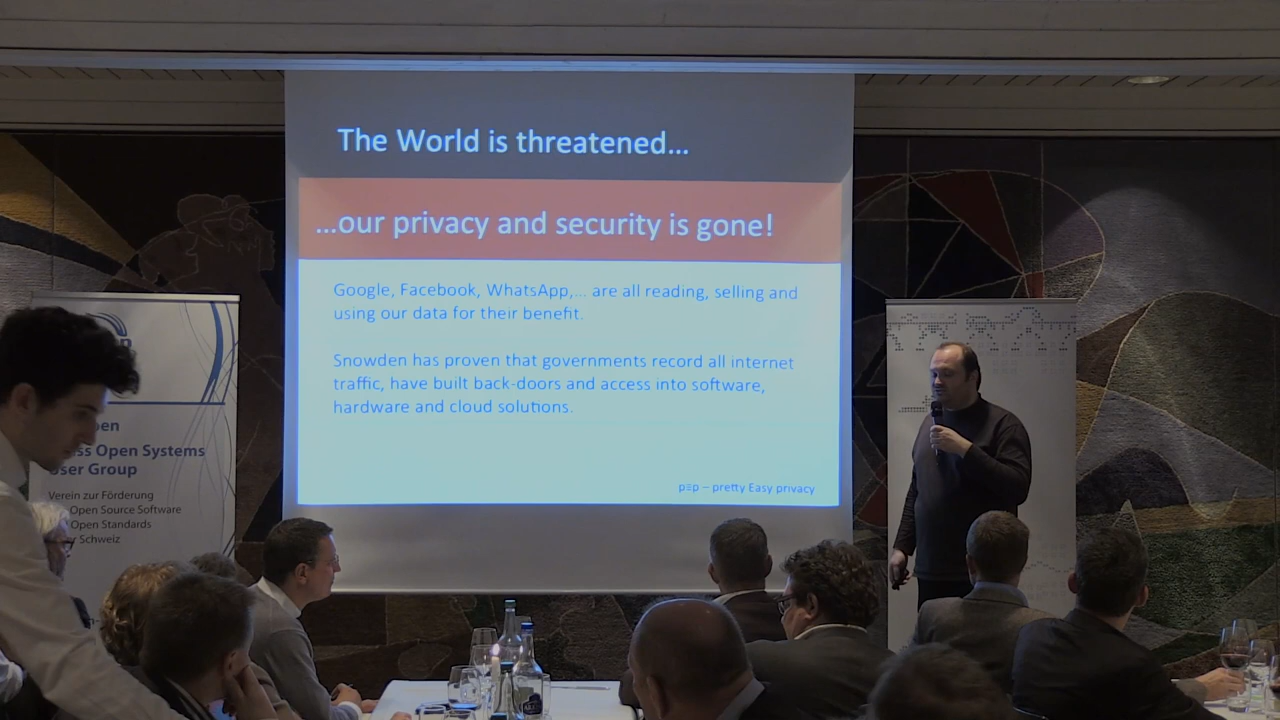 The World is threatened...
...our privacy and security is gone!
Google, Facebook, WhatsApp,... are all reading, selling and
using our data for their benefit.
Snowden has proven that governments record all internet
traffic, have built back-doors and access into software,
hardware and cloud solutions.
p≡p – pretty Easy privacy
Open Systems
User Group
Verein zur Förderung
Open Source Software
Open Standards
Schweiz